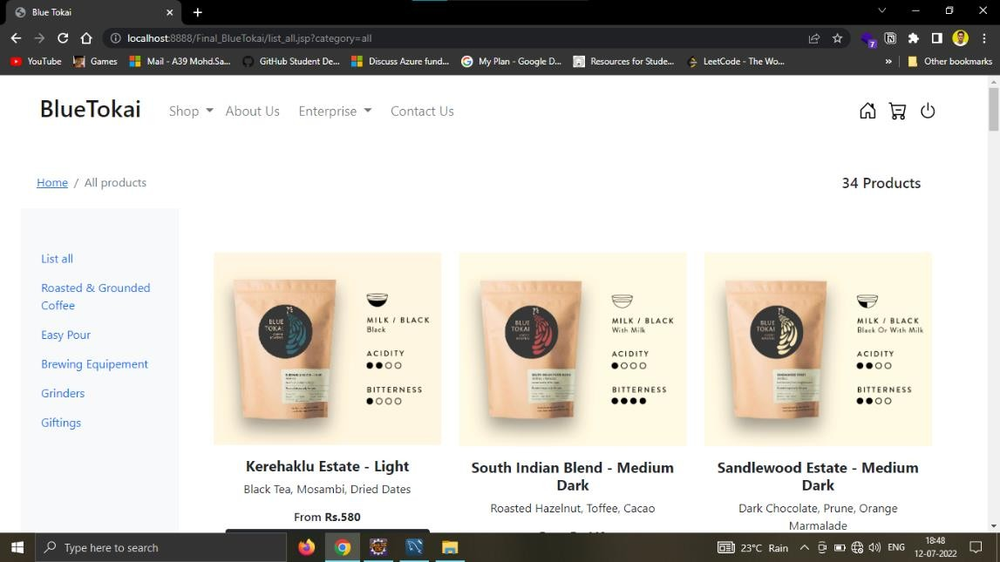 Blue Tokai
localhost:8888/Final_BlueTokai/list_all.jsp?category=all
7
YouTube
Games
Mail - A39 Mohd.Sa...
GitHub Student De...
Discuss Azure fund...
My Plan - Google D...
Resources for Stude...
LeetCode - The Wo...
»
Other bookmarks
BlueTokai
Shop
About Us
Enterprise
Contact Us
Home / All products
34 Products
List all
Roasted & Grounded
Coffee
Easy Pour
Brewing Equipement
Grinders
Giftings
BLUE
TOKAI
MILK / BLACK
Black
ACIDITY
BITTERNESS
Kerehaklu Estate - Light
Black Tea, Mosambi, Dried Dates
From Rs.580
BLUE
TOKAI
MILK / BLACK
With Milk
ACIDITY
BITTERNESS
South Indian Blend - Medium
Dark
Roasted Hazelnut, Toffee, Cacao
BLUE
TOKAI
MILK / BLACK
Black Or With Milk
ACIDITY
BITTERNESS
Sandlewood Estate - Medium
Dark
Dark Chocolate, Prune, Orange
Marmalade
Type here to search
23°C Rain
ENG
18:48
12-07-2022